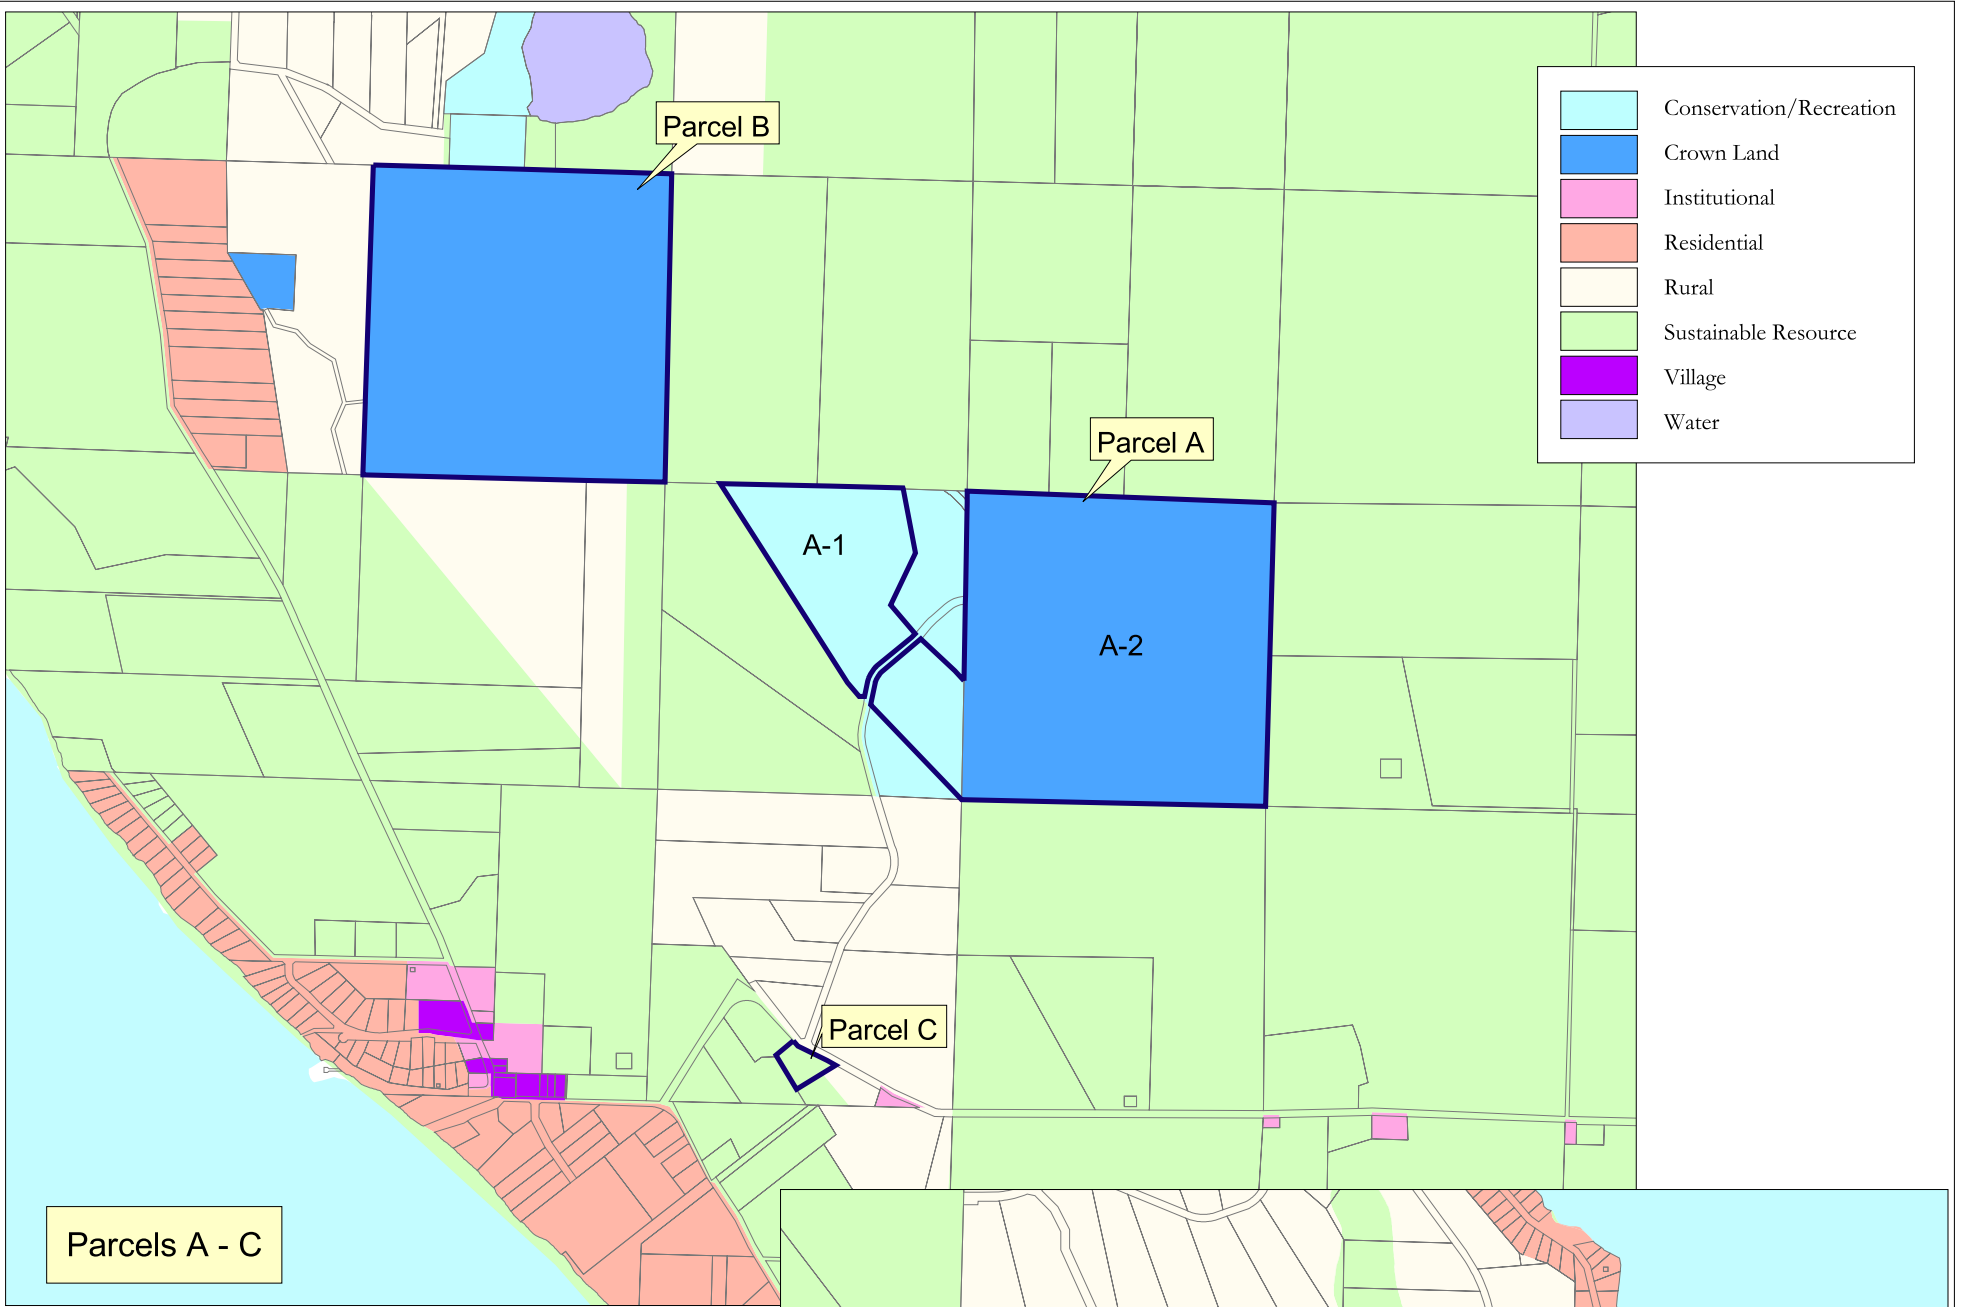 Parcel B
Conservation/Recreation
Crown Land
Institutional
Residential
Rural
Sustainable Resource
Village
Water
Parcel A
A-1
A-2
Parcel C
Parcels A - C